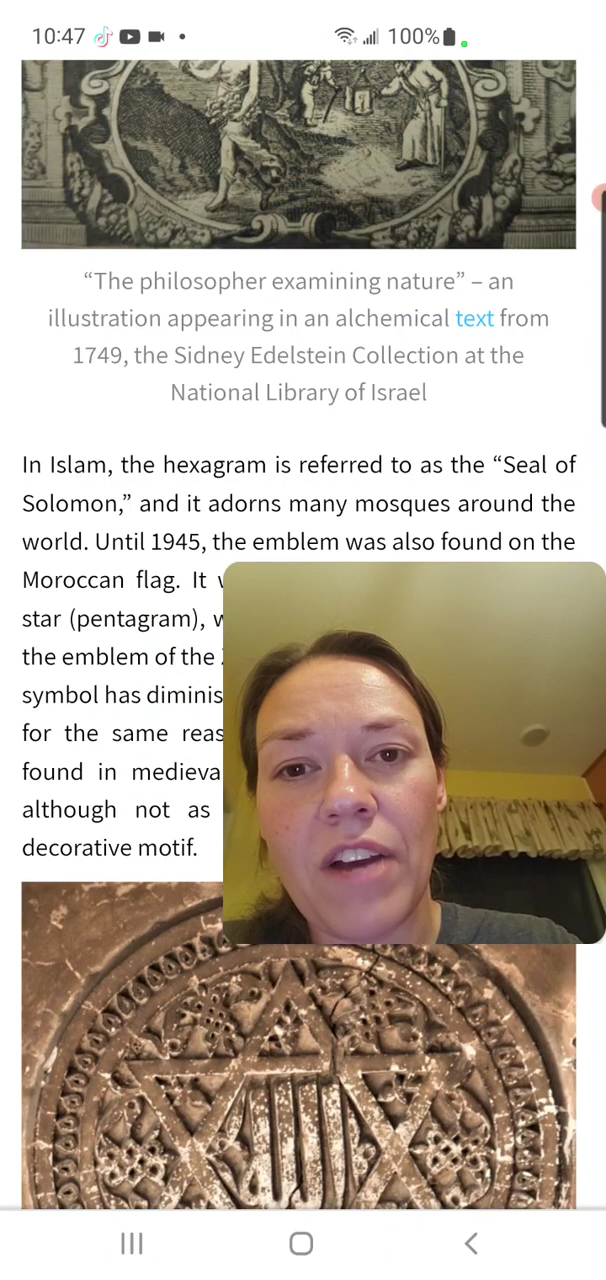 10:47
100%
“The philosopher examining nature” – an
illustration appearing in an alchemical text from
1749, the Sidney Edelstein Collection at the
National Library of Israel
In Islam, the hexagram is referred to as the “Seal of
Solomon,” and it adorns many mosques around the
world. Until 1945, the emblem was also found on the
Moroccan flag. It
star (pentagram),
the emblem of the
symbol has
for the same
found in
although not as
decorative motif.